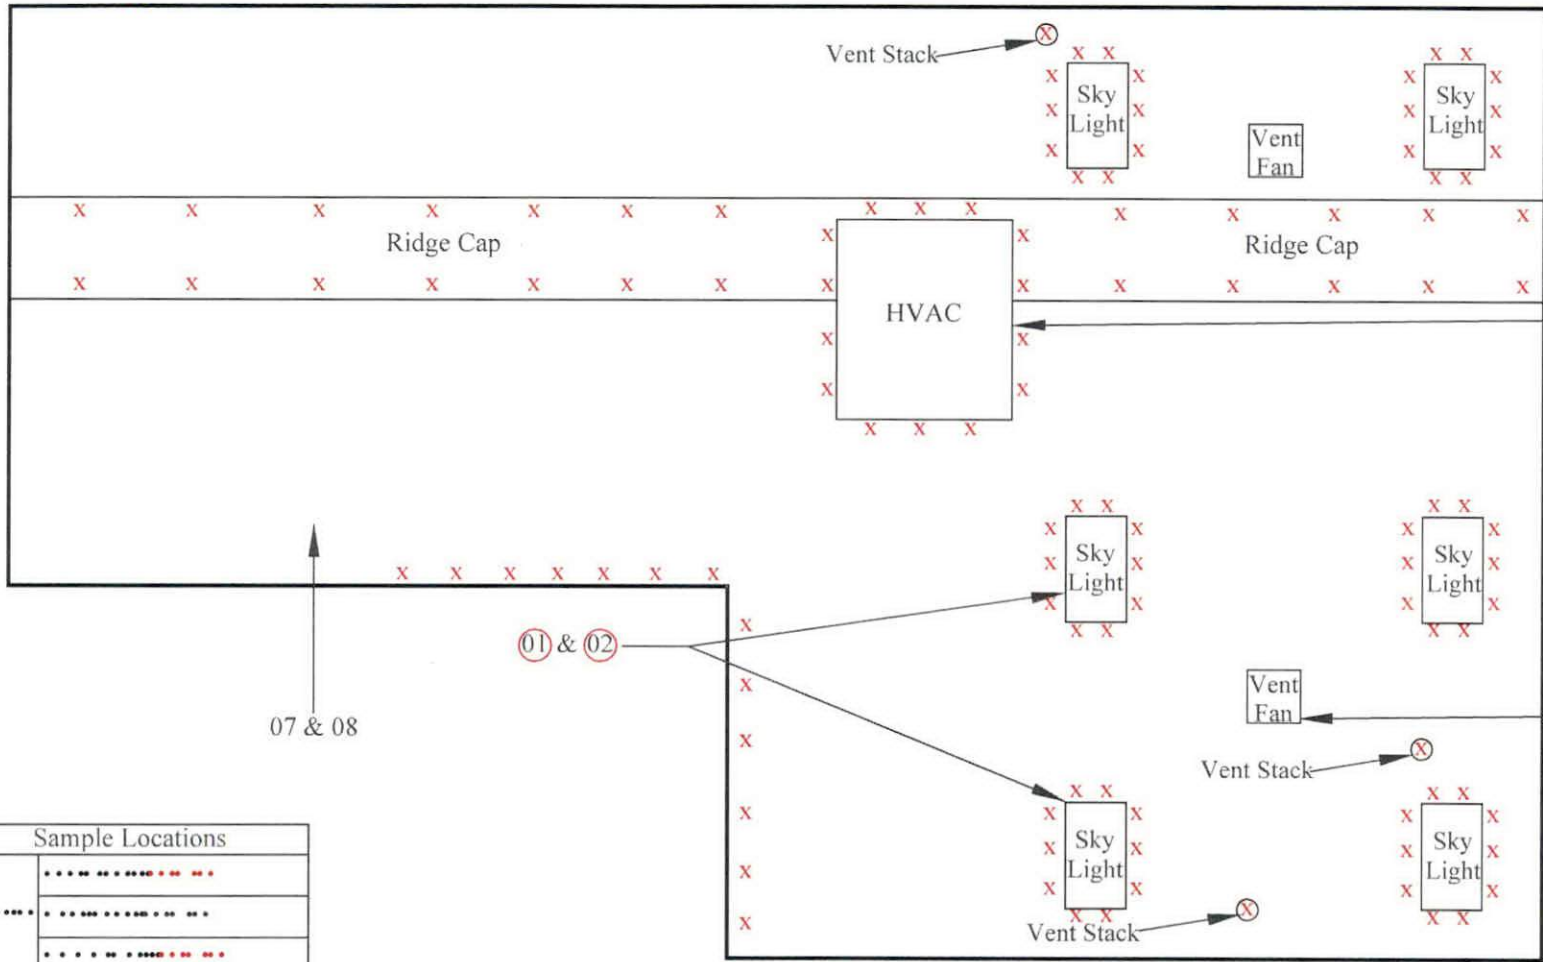 Vent Stack
X
X X
X X
Sky
Light
X X
X X
X X
X X
X X
Sky
Light
X X
X X
X X
X X
Vent
Fan
X X X X X X X
Ridge Cap
X X X X X X X
X X X
X X
X X
HVAC
X X
X X
X X X
X X X X X
Ridge Cap
X X X X X
X X
Sky
Light
X X
X X
X X
X X
X X
Sky
Light
X X
X X
X X
X X
X X X X X X X
01 & 02
X
X
X
X
X
X
07 & 08
Vent
Fan
Vent Stack
X
X X
Sky
Light
X X
X X
X X
X X
X X
Sky
Light
X X
X X
X X
X X
Vent Stack
X
Sample Locations